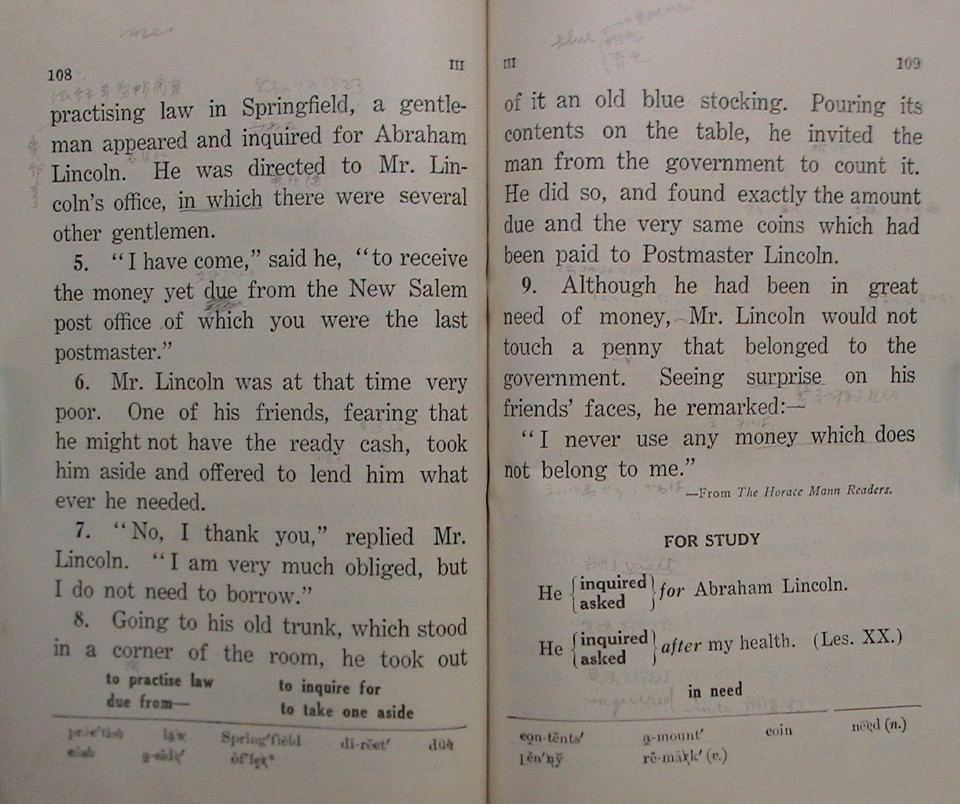 108 III
practising law in Springfield, a gentle-
man appeared and inquired for Abraham
Lincoln. He was directed to Mr. Lin-
coln's office, in which there were several
other gentlemen.
5. "I have come," said he, "to receive
the money yet due from the New Salem
post office of which you were the last
postmaster."
6. Mr. Lincoln was at that time very
poor. One of his friends, fearing that
he might not have the ready cash, took
him aside and offered to lend him what
ever he needed.
7. "No, I thank you," replied Mr.
Lincoln. "I am very much obliged, but
I do not need to borrow."
8. Going to his old trunk, which stood
in a corner of the room, he took out
to practise law to inquire for
due from— to take one aside
Spring'fiēld di-rĕct'
III 109
of it an old blue stocking. Pouring its
contents on the table, he invited the
man from the government to count it.
He did so, and found exactly the amount
due and the very same coins which had
been paid to Postmaster Lincoln.
9. Although he had been in great
need of money, Mr. Lincoln would not
touch a penny that belonged to the
government. Seeing surprise on his
friends' faces, he remarked:—
"I never use any money which does
not belong to me."
—From The Horace Mann Readers.
FOR STUDY
He {inquired asked} for Abraham Lincoln.
He {inquired asked} after my health. (Les. XX.)
in need
con-tĕnts' a-mount' coin need (n.)
rē-märk' (v.)